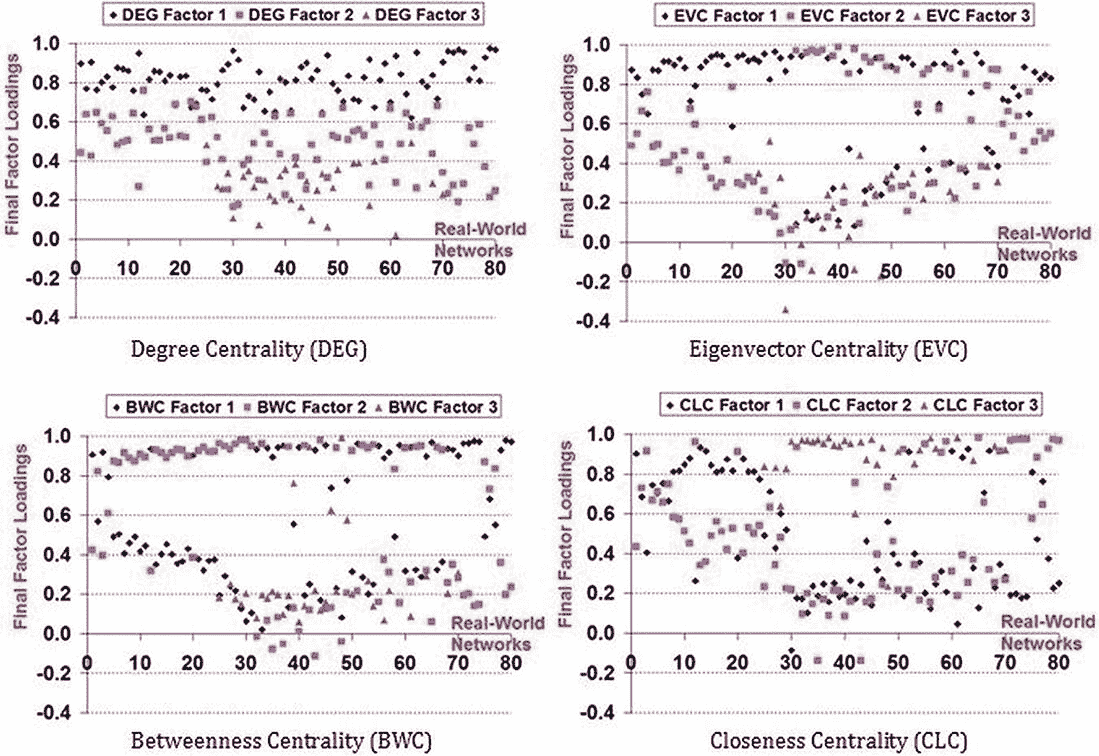 DEG Factor 1 DEG Factor 2 DEG Factor 3
Final Factor Loadings
1.0
0.8
0.6
0.4
0.2
0.0
-0.2
-0.4
0 10 20 30 40 50 60 70 80
Real-World
Networks
Degree Centrality (DEG)
EVC Factor 1 EVC Factor 2 EVC Factor 3
Final Factor Loadings
1.0
0.8
0.6
0.4
0.2
0.0
-0.2
-0.4
0 10 20 30 40 50 60 70 80
Real-World
Networks
Eigenvector Centrality (EVC)
BWC Factor 1 BWC Factor 2 BWC Factor 3
Final Factor Loadings
1.0
0.8
0.6
0.4
0.2
0.0
-0.2
-0.4
0 10 20 30 40 50 60 70 80
Real-World
Networks
Betweenness Centrality (BWC)
CLC Factor 1 CLC Factor 2 CLC Factor 3
Final Factor Loadings
1.0
0.8
0.6
0.4
0.2
0.0
-0.2
-0.4
0 10 20 30 40 50 60 70 80
Real-World
Networks
Closeness Centrality (CLC)